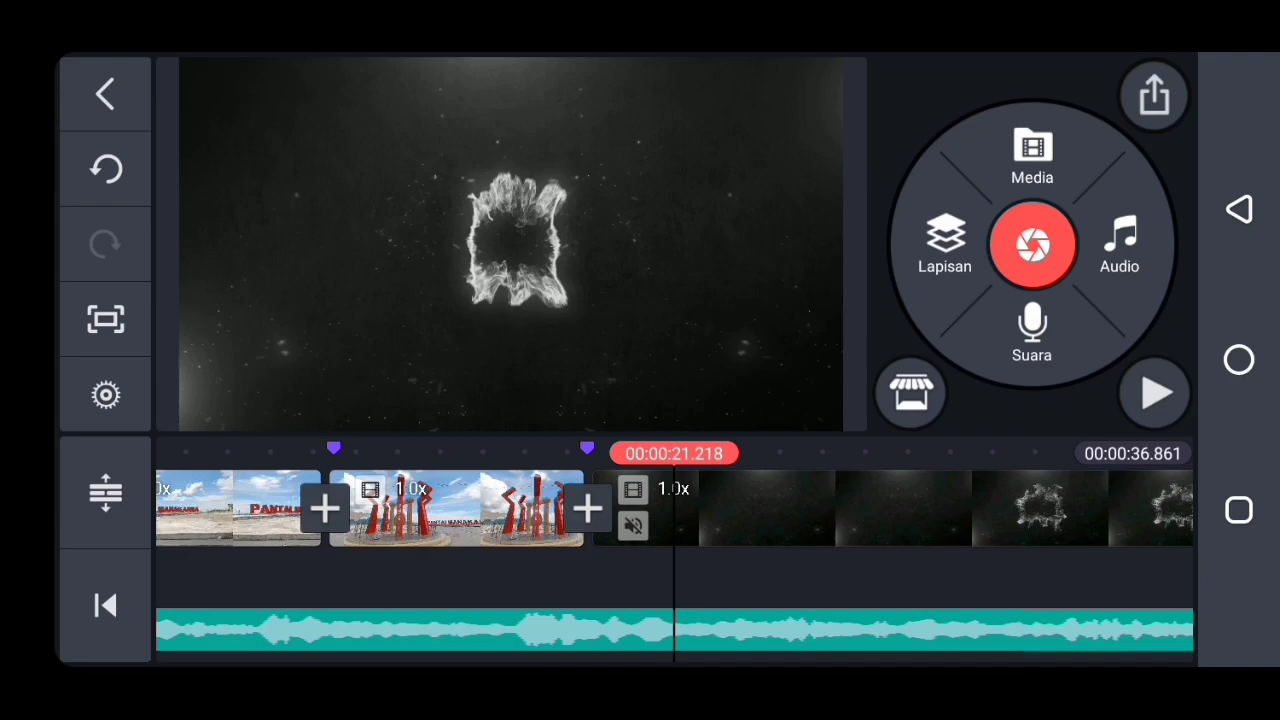 Media
Lapisan
Audio
Suara
00:00:21.218
00:00:36.861
1.0x
1.0x